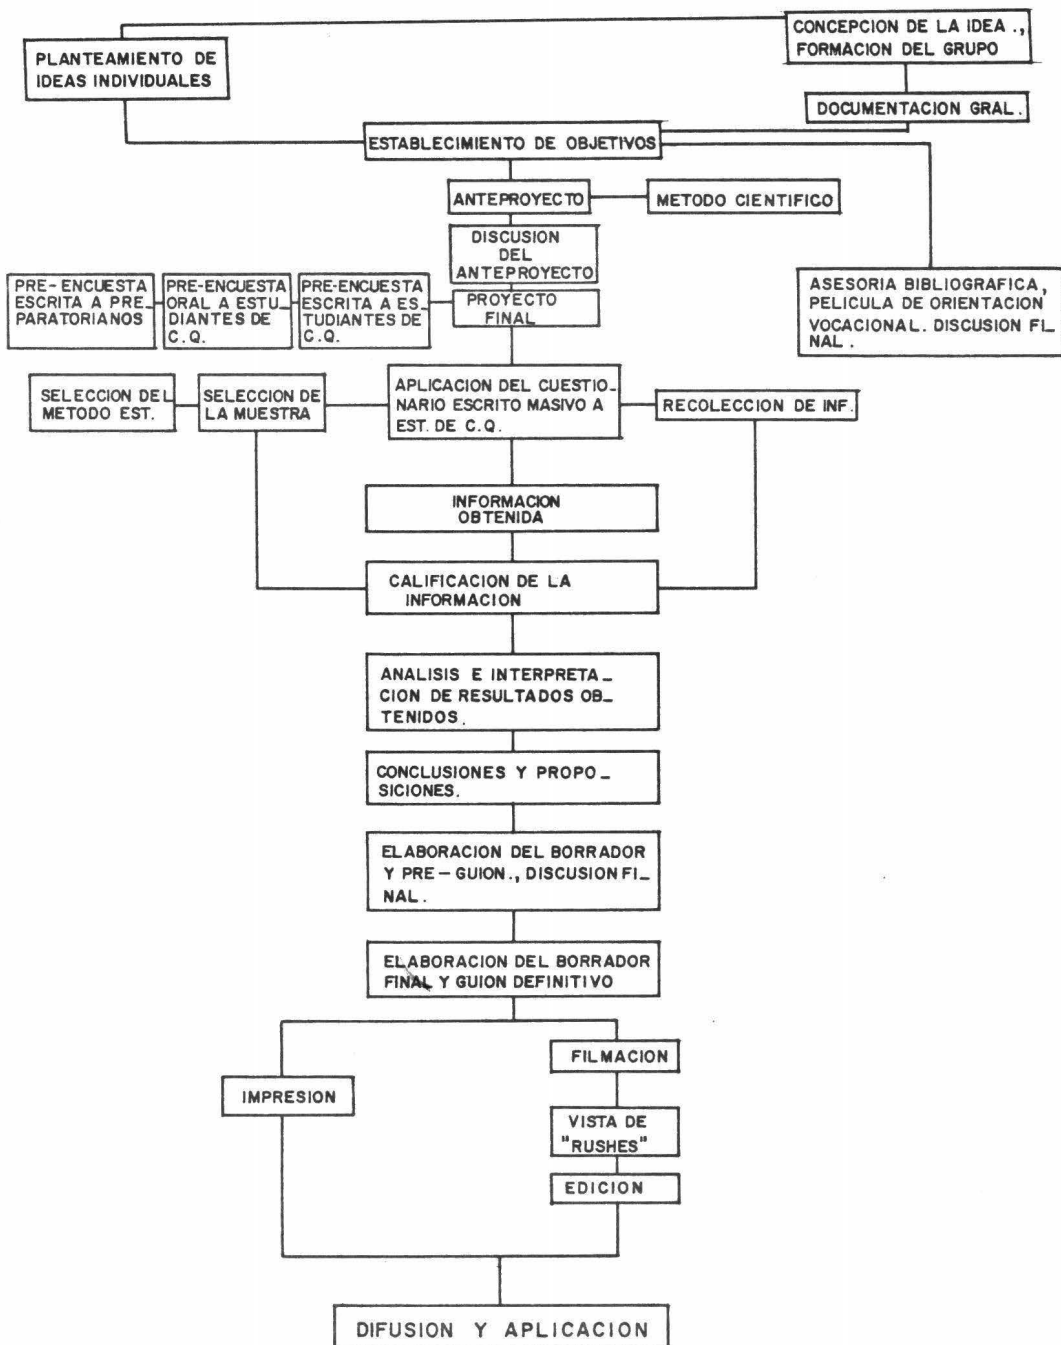 CONCEPCION DE LA IDEA .,
FORMACION DEL GRUPO
PLANTEAMIENTO DE
IDEAS INDIVIDUALES
DOCUMENTACION GRAL.
ESTABLECIMIENTO DE OBJETIVOS
ANTEPROYECTO
METODO CIENTIFICO
DISCUSION
DEL
ANTEPROYECTO
ASESORIA BIBLIOGRAFICA,
PELICULA DE ORIENTACION
VOCACIONAL. DISCUSION FI_
NAL.
PRE-ENCUESTA
ESCRITA A PRE_
PARATORIANOS
PRE-ENCUESTA
ORAL A ESTU_
DIANTES DE
C.Q.
PRE-ENCUESTA
ESCRITA A ES_
TUDIANTES DE
C.Q.
PROYECTO
FINAL
SELECCION DEL
METODO EST.
SELECCION DE
LA MUESTRA
APLICACION DEL CUESTIO_
NARIO ESCRITO MASIVO A
EST. DE C.Q.
RECOLECCION DE INF.
INFORMACION
OBTENIDA
CALIFICACION DE LA
INFORMACION
ANALISIS E INTERPRETA_
CION DE RESULTADOS OB_
TENIDOS.
CONCLUSIONES Y PROPO_
SICIONES.
ELABORACION DEL BORRADOR
Y PRE-GUION., DISCUSION FI_
NAL.
ELABORACION DEL BORRADOR
FINAL Y GUION DEFINITIVO
FILMACION
IMPRESION
VISTA DE
"RUSHES"
EDICION
DIFUSION Y APLICACION